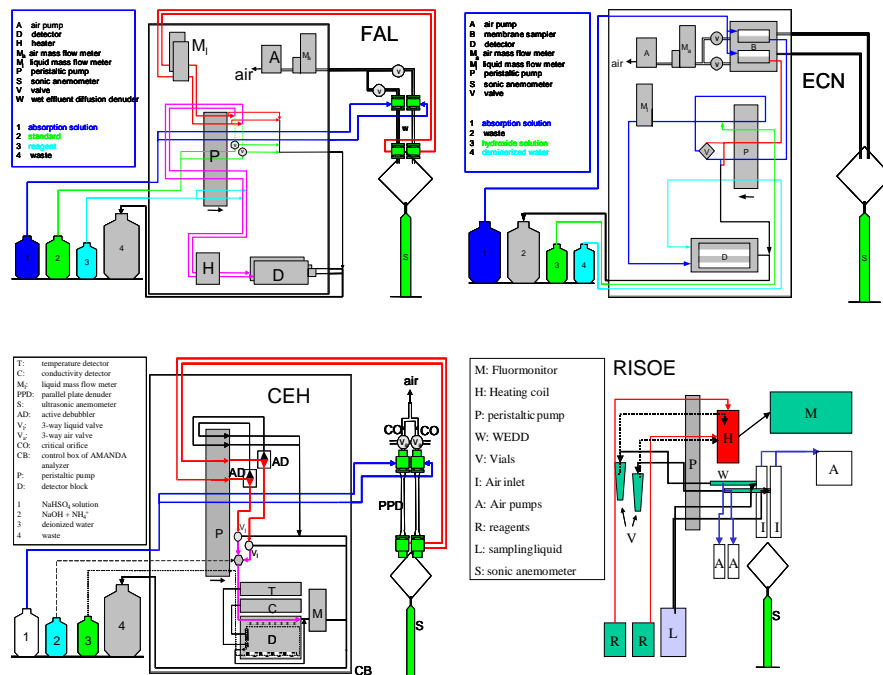 A air pump
D detector
H heater
Ma air mass flow meter
Ml liquid mass flow meter
P peristaltic pump
S sonic anemometer
V valve
W wet effluent diffusion denuder
1 absorption solution
2 standard
3 reagent
4 waste
FAL
Ml
A
Ma
air
V
V
w
P
V
V
H
D
S
1
2
3
4
A air pump
B membrane sampler
D detector
Ma air mass flow meter
Ml liquid mass flow meter
P peristaltic pump
S sonic anemometer
V valve
1 absorption solution
2 waste
3 hydroxide solution
4 demineralized water
ECN
air
A
Ma
V
V
B
Ml
V
P
D
S
1
2
3
4
T: temperature detector
C: conductivity detector
Ml: liquid mass flow meter
PPD: parallel plate denuder
S: ultrasonic anemometer
AD: active debubbler
Vl: 3-way liquid valve
Va: 3-way air valve
CO: critical orifice
CB: control box of AMANDA
analyzer
P: peristaltic pump
D: detector block
1 NaHSO4 solution
2 NaOH + NH4+
3 deionized water
4 waste
CEH
air
CO
CO
AD
AD
PPD
P
Vl
Vl
T
C
M
D
S
CB
1
2
3
4
M: Fluormonitor
H: Heating coil
P: peristaltic pump
W: WEDD
V: Vials
I: Air inlet
A: Air pumps
R: reagents
L: samplingliquid
S: sonic anemometer
RISOE
M
H
P
W
A
V
I
I
A
A
R
R
L
S